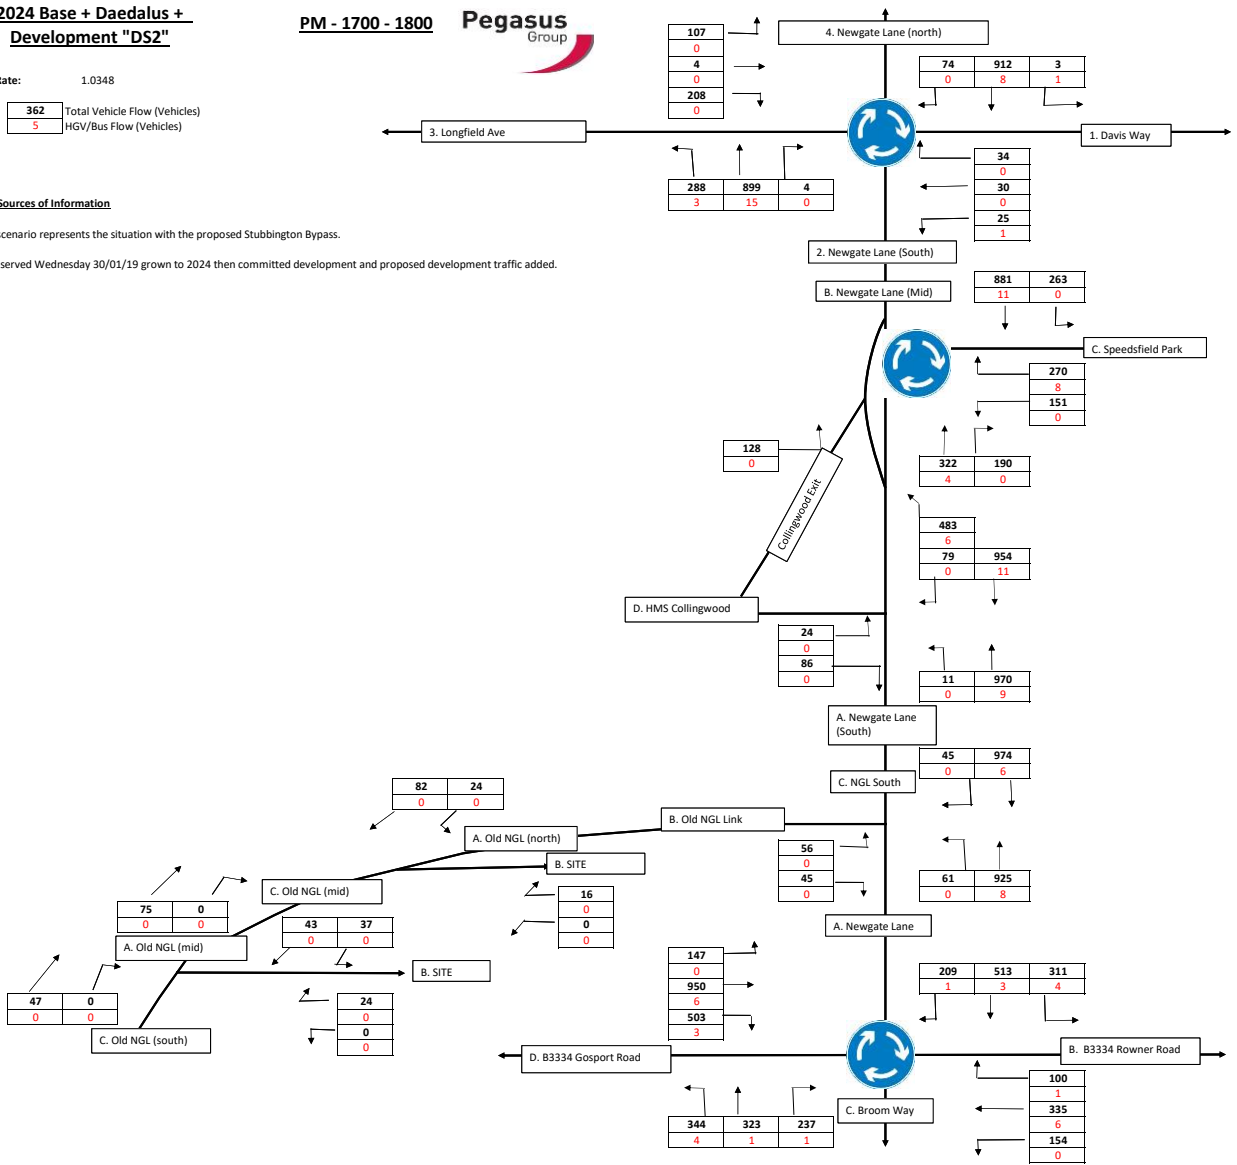 2024 Base + Daedalus +
Development "DS2"
PM - 1700 - 1800
Pegasus
Group
Rate: 1.0348
362 Total Vehicle Flow (Vehicles)
5 HGV/Bus Flow (Vehicles)
Sources of Information
scenario represents the situation with the proposed Stubbington Bypass.
served Wednesday 30/01/19 grown to 2024 then committed development and proposed development traffic added.
107
0
4
0
208
0
4. Newgate Lane (north)
74 912 3
0 8 1
3. Longfield Ave
1. Davis Way
288 899 4
3 15 0
34
0
30
0
25
1
2. Newgate Lane (South)
B. Newgate Lane (Mid)
881 263
11 0
C. Speedsfield Park
270
8
151
0
128
0
322 190
4 0
Collingwood Exit
483
6
79 954
0 11
D. HMS Collingwood
24
0
86
0
11 970
0 9
A. Newgate Lane
(South)
45 974
0 6
C. NGL South
82 24
0 0
B. Old NGL Link
A. Old NGL (north)
B. SITE
56
0
45
0
61 925
0 8
C. Old NGL (mid)
16
0
0
0
75 0
0 0
43 37
0 0
A. Newgate Lane
A. Old NGL (mid)
B. SITE
147
0
950
6
503
3
209 513 311
1 3 4
47 0
0 0
24
0
0
0
C. Old NGL (south)
D. B3334 Gosport Road
B. B3334 Rowner Road
C. Broom Way
344 323 237
4 1 1
100
1
335
6
154
0